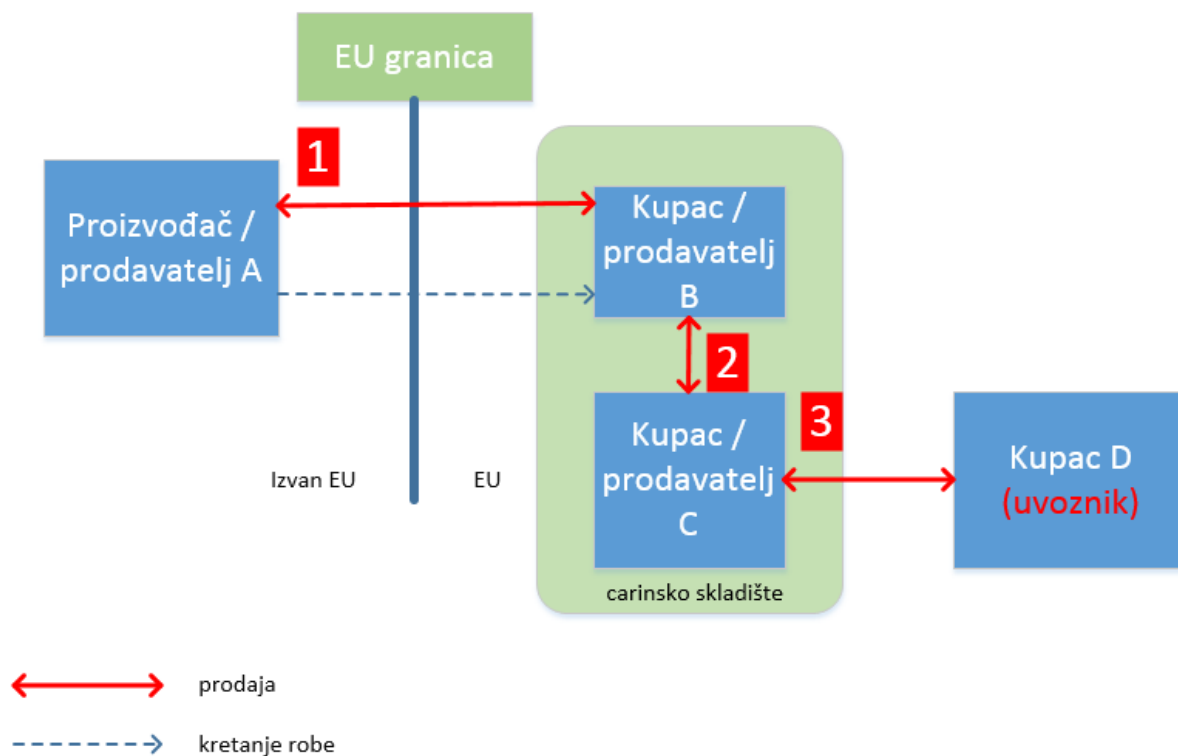 EU granica
1
Proizvođač /
prodavatelj A
Kupac /
prodavatelj
B
2
Kupac /
prodavatelj
C
3
Kupac D
(uvoznik)
Izvan EU
EU
carinsko skladište
prodaja
kretanje robe